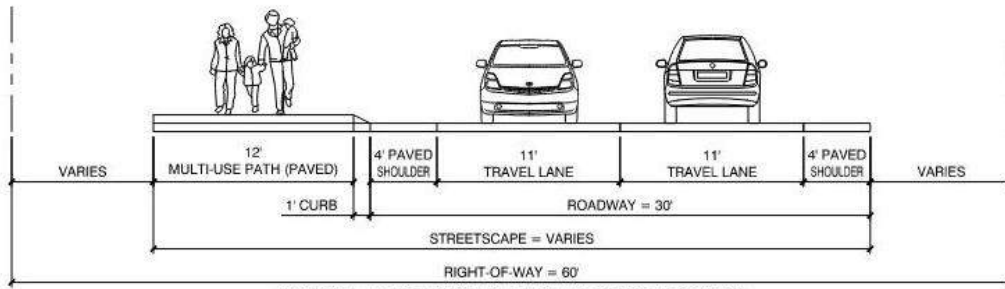 VARIES
12'
MULTI-USE PATH (PAVED)
4' PAVED
SHOULDER
11'
TRAVEL LANE
11'
TRAVEL LANE
4' PAVED
SHOULDER
VARIES
1' CURB
ROADWAY = 30'
STREETSCAPE = VARIES
RIGHT-OF-WAY = 60'